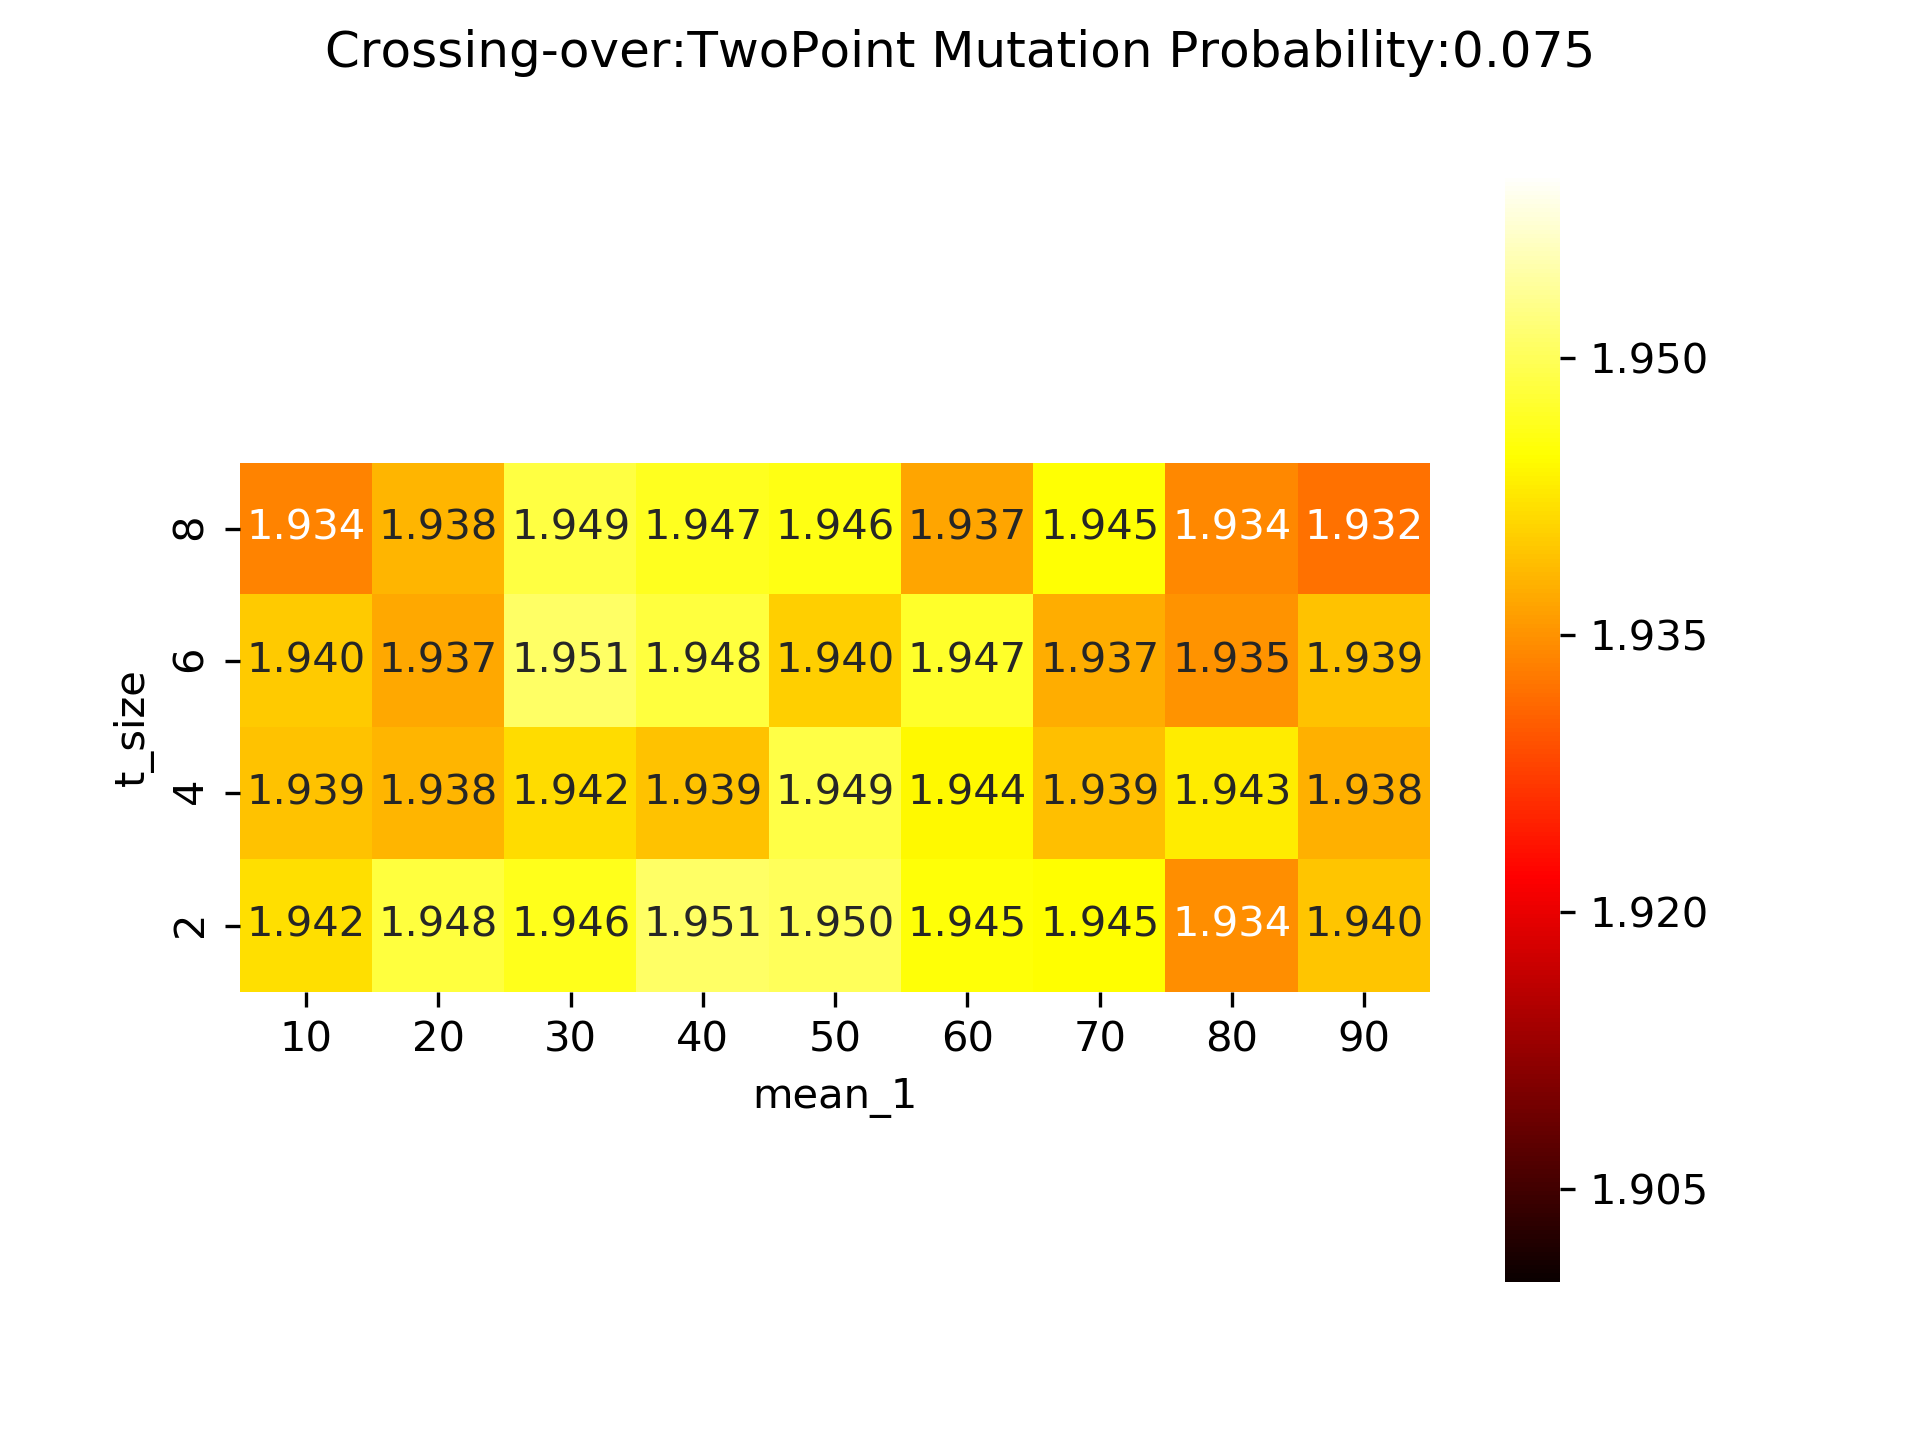 Crossing-over:TwoPoint Mutation Probability:0.075
t_size
8 1.934 1.938 1.949 1.947 1.946 1.937 1.945 1.934 1.932
6 1.940 1.937 1.951 1.948 1.940 1.947 1.937 1.935 1.939
4 1.939 1.938 1.942 1.939 1.949 1.944 1.939 1.943 1.938
2 1.942 1.948 1.946 1.951 1.950 1.945 1.945 1.934 1.940
10 20 30 40 50 60 70 80 90
mean_1
1.950
1.935
1.920
1.905